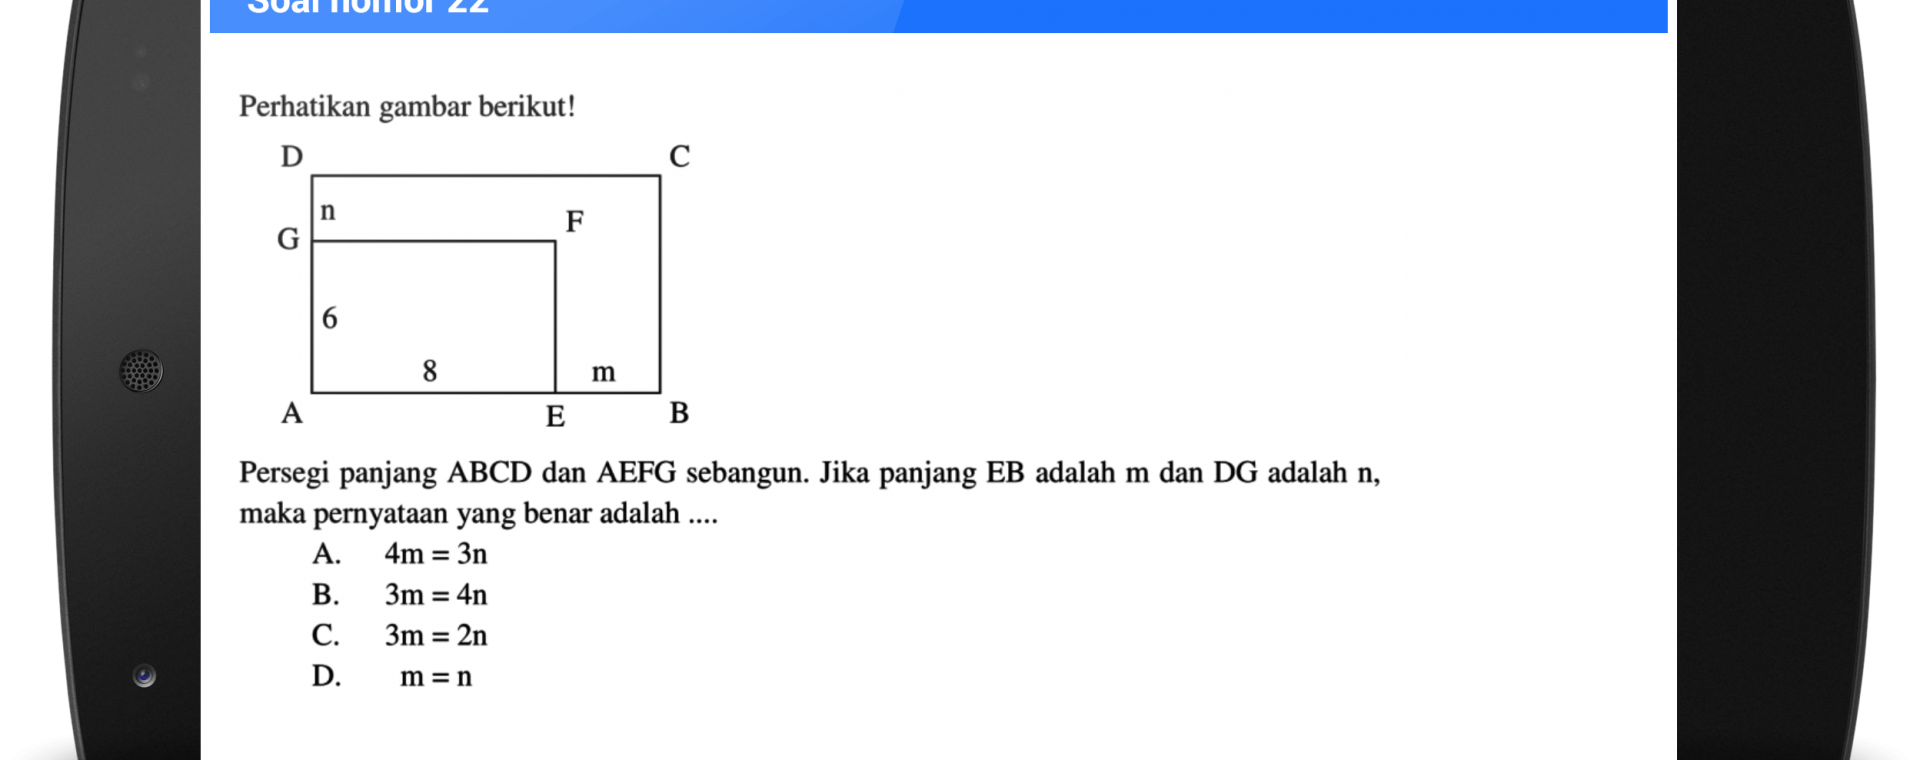 Soal nomor 22
Perhatikan gambar berikut!
D C
n
F
G
6
8 m
A E B
Persegi panjang ABCD dan AEFG sebangun. Jika panjang EB adalah m dan DG adalah n,
maka pernyataan yang benar adalah ....
A. 4m = 3n
B. 3m = 4n
C. 3m = 2n
D. m = n